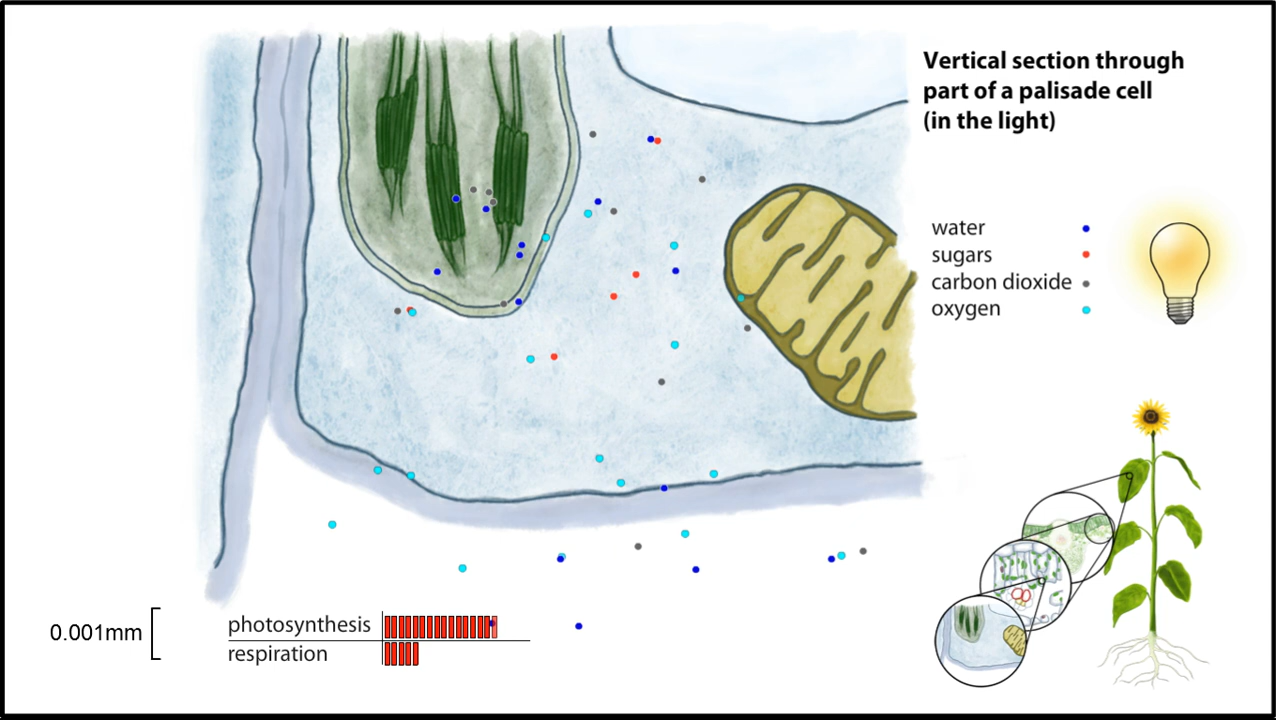 Vertical section through
part of a palisade cell
(in the light)
water
sugars
carbon dioxide
oxygen
0.001mm
photosynthesis
respiration